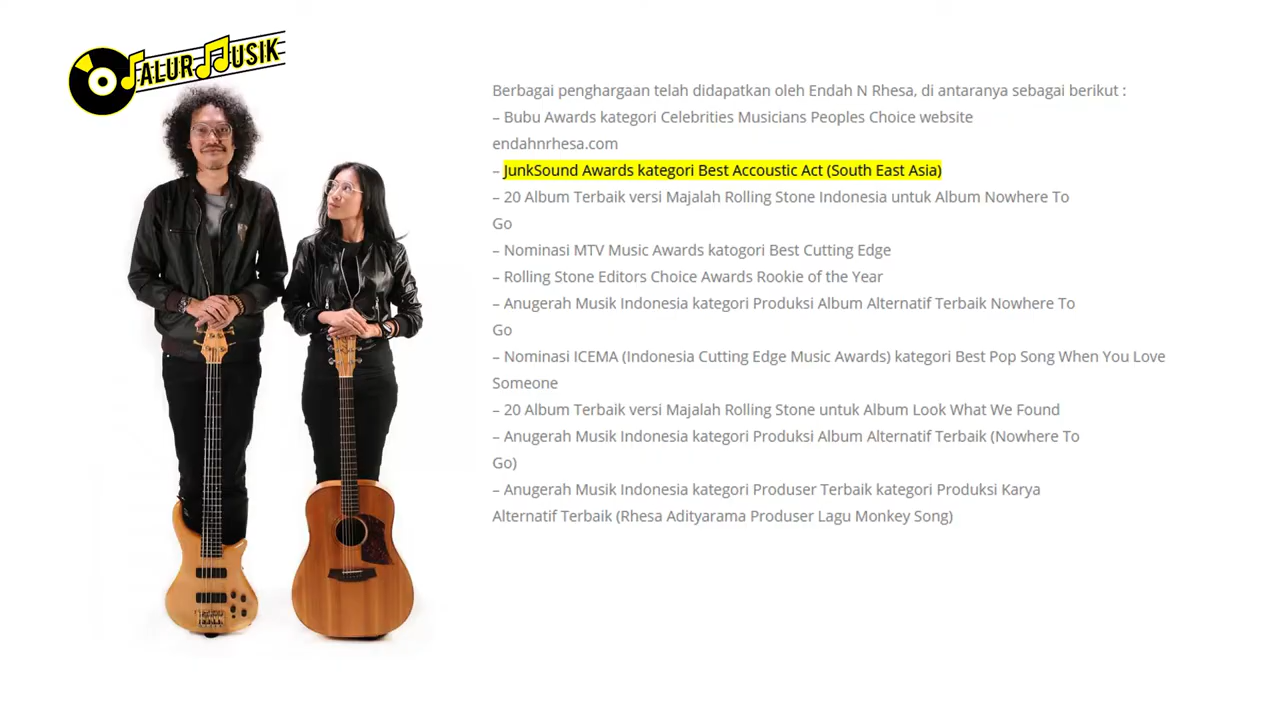 JALUR MUSIK
Berbagai penghargaan telah didapatkan oleh Endah N Rhesa, di antaranya sebagai berikut :
– Bubu Awards kategori Celebrities Musicians Peoples Choice website
endahnrhesa.com
– JunkSound Awards kategori Best Accoustic Act (South East Asia)
– 20 Album Terbaik versi Majalah Rolling Stone Indonesia untuk Album Nowhere To
Go
– Nominasi MTV Music Awards katogori Best Cutting Edge
– Rolling Stone Editors Choice Awards Rookie of the Year
– Anugerah Musik Indonesia kategori Produksi Album Alternatif Terbaik Nowhere To
Go
– Nominasi ICEMA (Indonesia Cutting Edge Music Awards) kategori Best Pop Song When You Love
Someone
– 20 Album Terbaik versi Majalah Rolling Stone untuk Album Look What We Found
– Anugerah Musik Indonesia kategori Produksi Album Alternatif Terbaik (Nowhere To
Go)
– Anugerah Musik Indonesia kategori Produser Terbaik kategori Produksi Karya
Alternatif Terbaik (Rhesa Adityarama Produser Lagu Monkey Song)